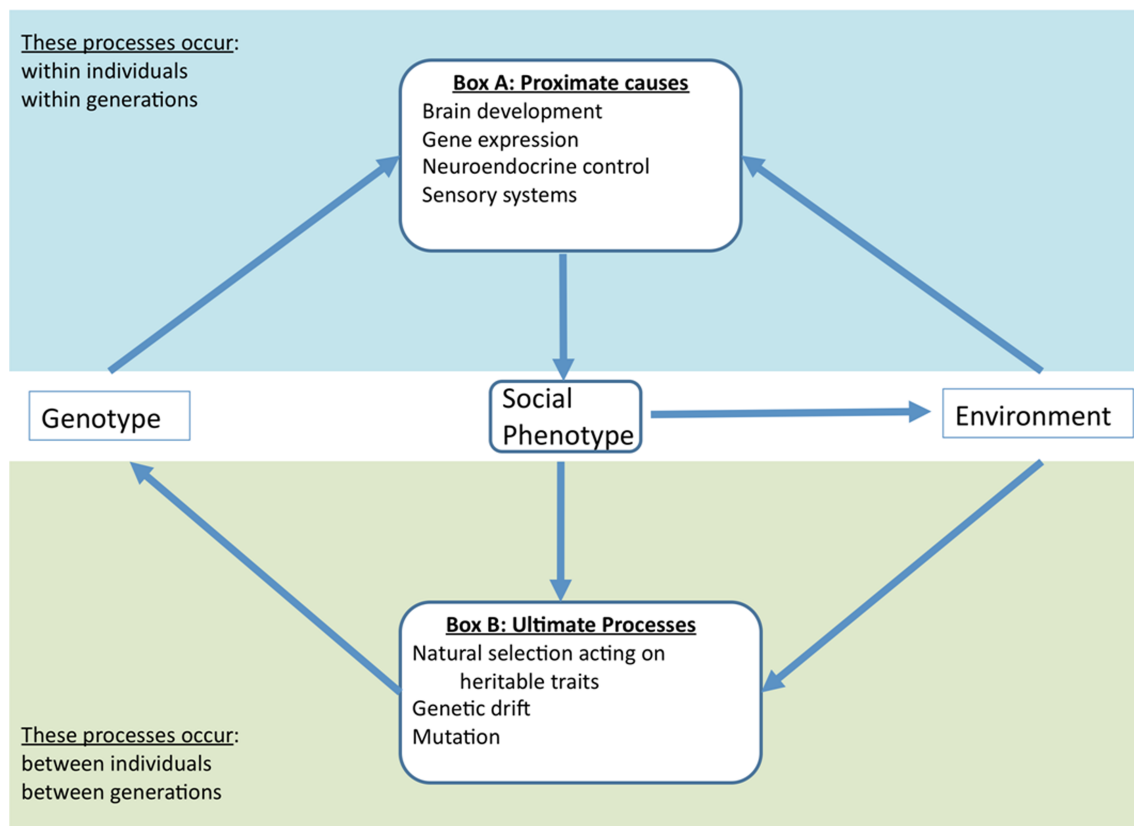 These processes occur:
within individuals
within generations
Box A: Proximate causes
Brain development
Gene expression
Neuroendocrine control
Sensory systems
Genotype
Social
Phenotype
Environment
Box B: Ultimate Processes
Natural selection acting on
heritable traits
Genetic drift
Mutation
These processes occur:
between individuals
between generations